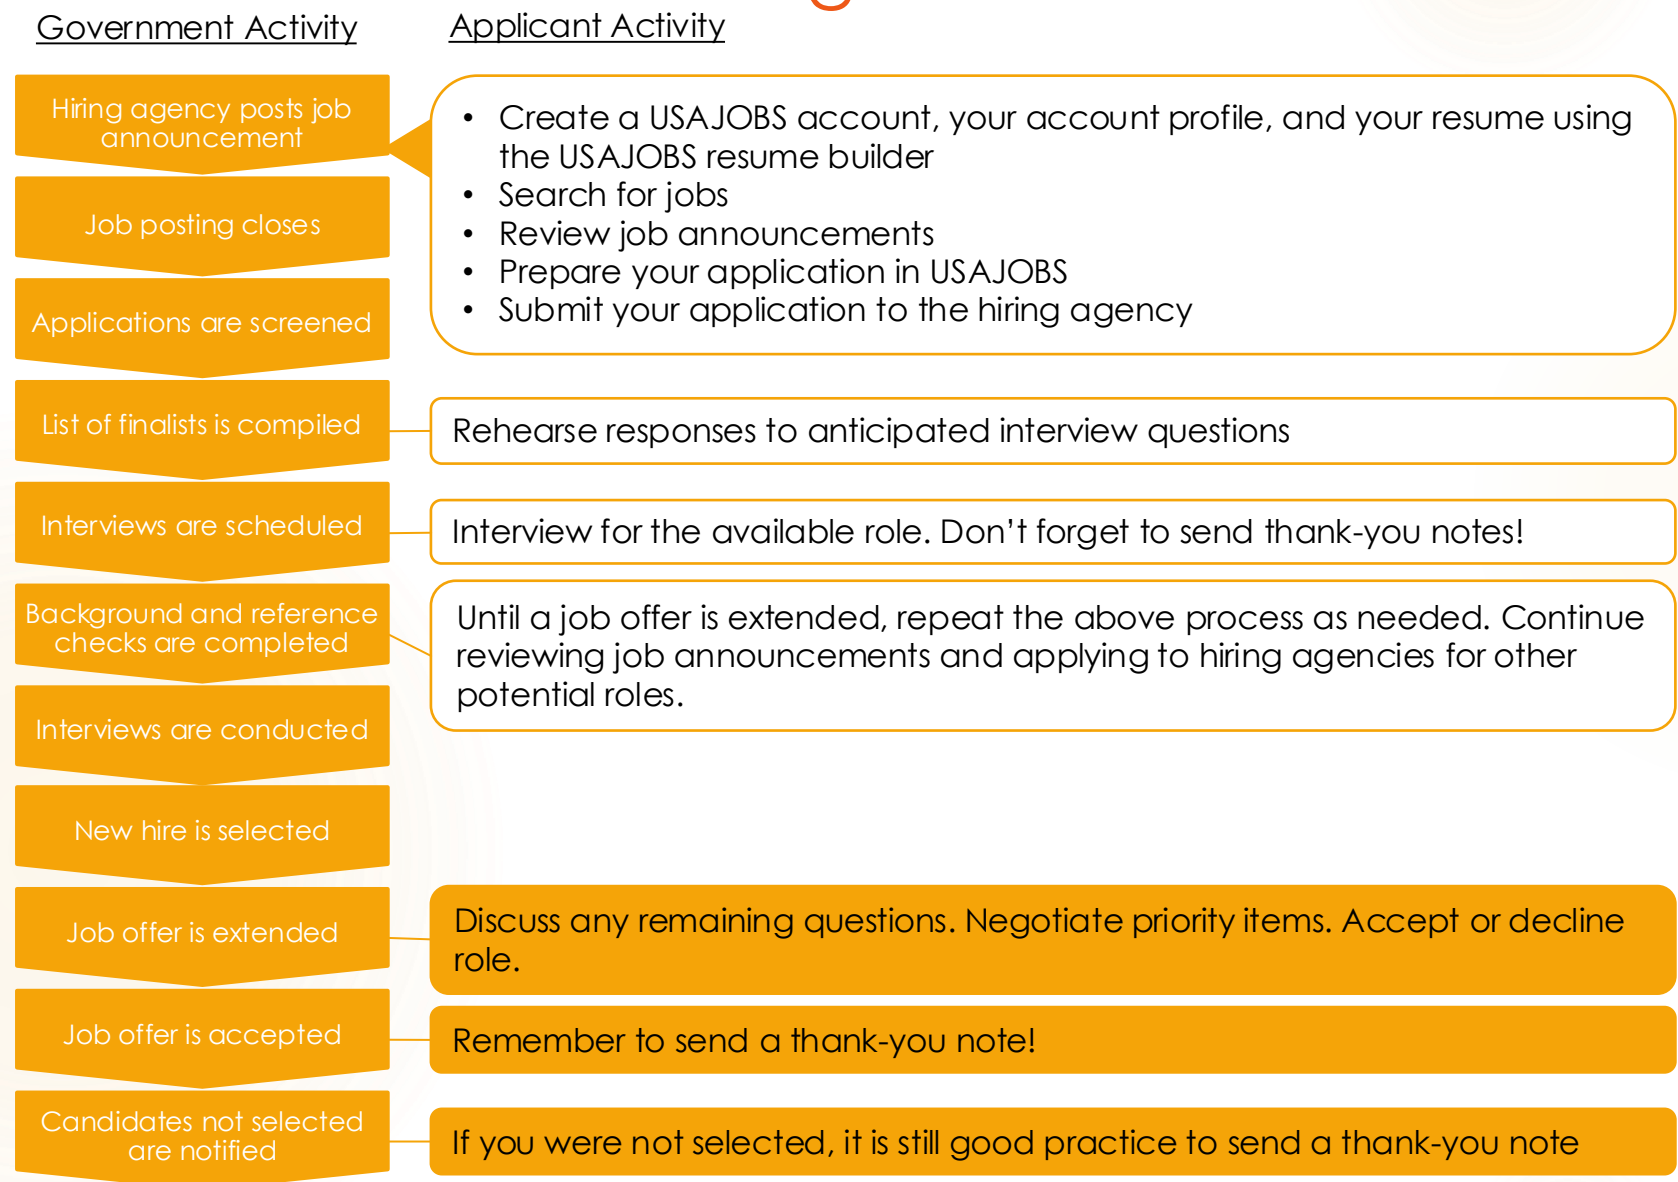 Government Activity
Applicant Activity
Hiring agency posts job
announcement
• Create a USAJOBS account, your account profile, and your resume using
the USAJOBS resume builder
• Search for jobs
• Review job announcements
• Prepare your application in USAJOBS
• Submit your application to the hiring agency
Job posting closes
Applications are screened
List of finalists is compiled
Rehearse responses to anticipated interview questions
Interviews are scheduled
Interview for the available role. Don’t forget to send thank-you notes!
Background and reference
checks are completed
Until a job offer is extended, repeat the above process as needed. Continue
reviewing job announcements and applying to hiring agencies for other
potential roles.
Interviews are conducted
New hire is selected
Job offer is extended
Discuss any remaining questions. Negotiate priority items. Accept or decline
role.
Job offer is accepted
Remember to send a thank-you note!
Candidates not selected
are notified
If you were not selected, it is still good practice to send a thank-you note